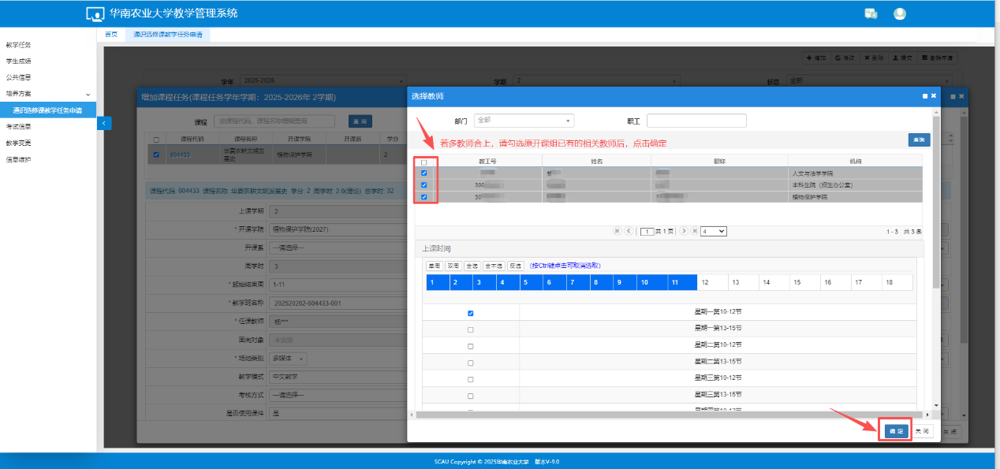 华南农业大学教学管理系统
首页 通识选修课教学任务申请
教学任务
学生成绩
公共信息
培养方案
通识选修课教学任务申请
考试信息
教学变更
信息维护
增加 修改 删除 提交 撤销申请
学年 2025-2026 学期 2 状态 全部
增加课程任务(课程任务学年学期：2025-2026年 2学期)
课程 按课程代码、课程名称模糊查询 查 询
课程代码 课程名称 开课学院 开课系 学分
604433 华夏农耕文明发展史 植物保护学院 2
课程代码: 604433 课程名称: 华夏农耕文明发展史 学分: 2 周学时: 2.0(理论) 总学时: 32
上课学期 2
* 开课学院 植物保护学院(2027)
开课系 ---请选择---
周学时 3
* 起始结束周 1-11
* 教学班名称 202520262-604433-001
* 任课教师 杨***
面向对象 未安排
* 场地类别 多媒体
教学模式 中文教学
考核方式 ---请选择---
是否使用课件 是
关 闭
选择教师
部门 全部 职工
查询
若多教师合上，请勾选原开课组已有的相关教师后，点击确定
教工号 姓名 职称 机构
人文与法学学院
300 本科生院（招生办公室）
30 植物保护学院
1 共 1 页 4 1 - 3 共 3 条
上课时间
单周 双周 全选 全不选 反选 (按Ctrl键点击可取消选取)
1 2 3 4 5 6 7 8 9 10 11 12 13 14 15 16 17 18
星期一第10-12节
星期一第13-15节
星期二第10-12节
星期二第13-15节
星期三第10-12节
星期三第13-15节
星期四第10-12节
确 定 关 闭
SCAU Copyright © 2025华南农业大学 版本V-9.0